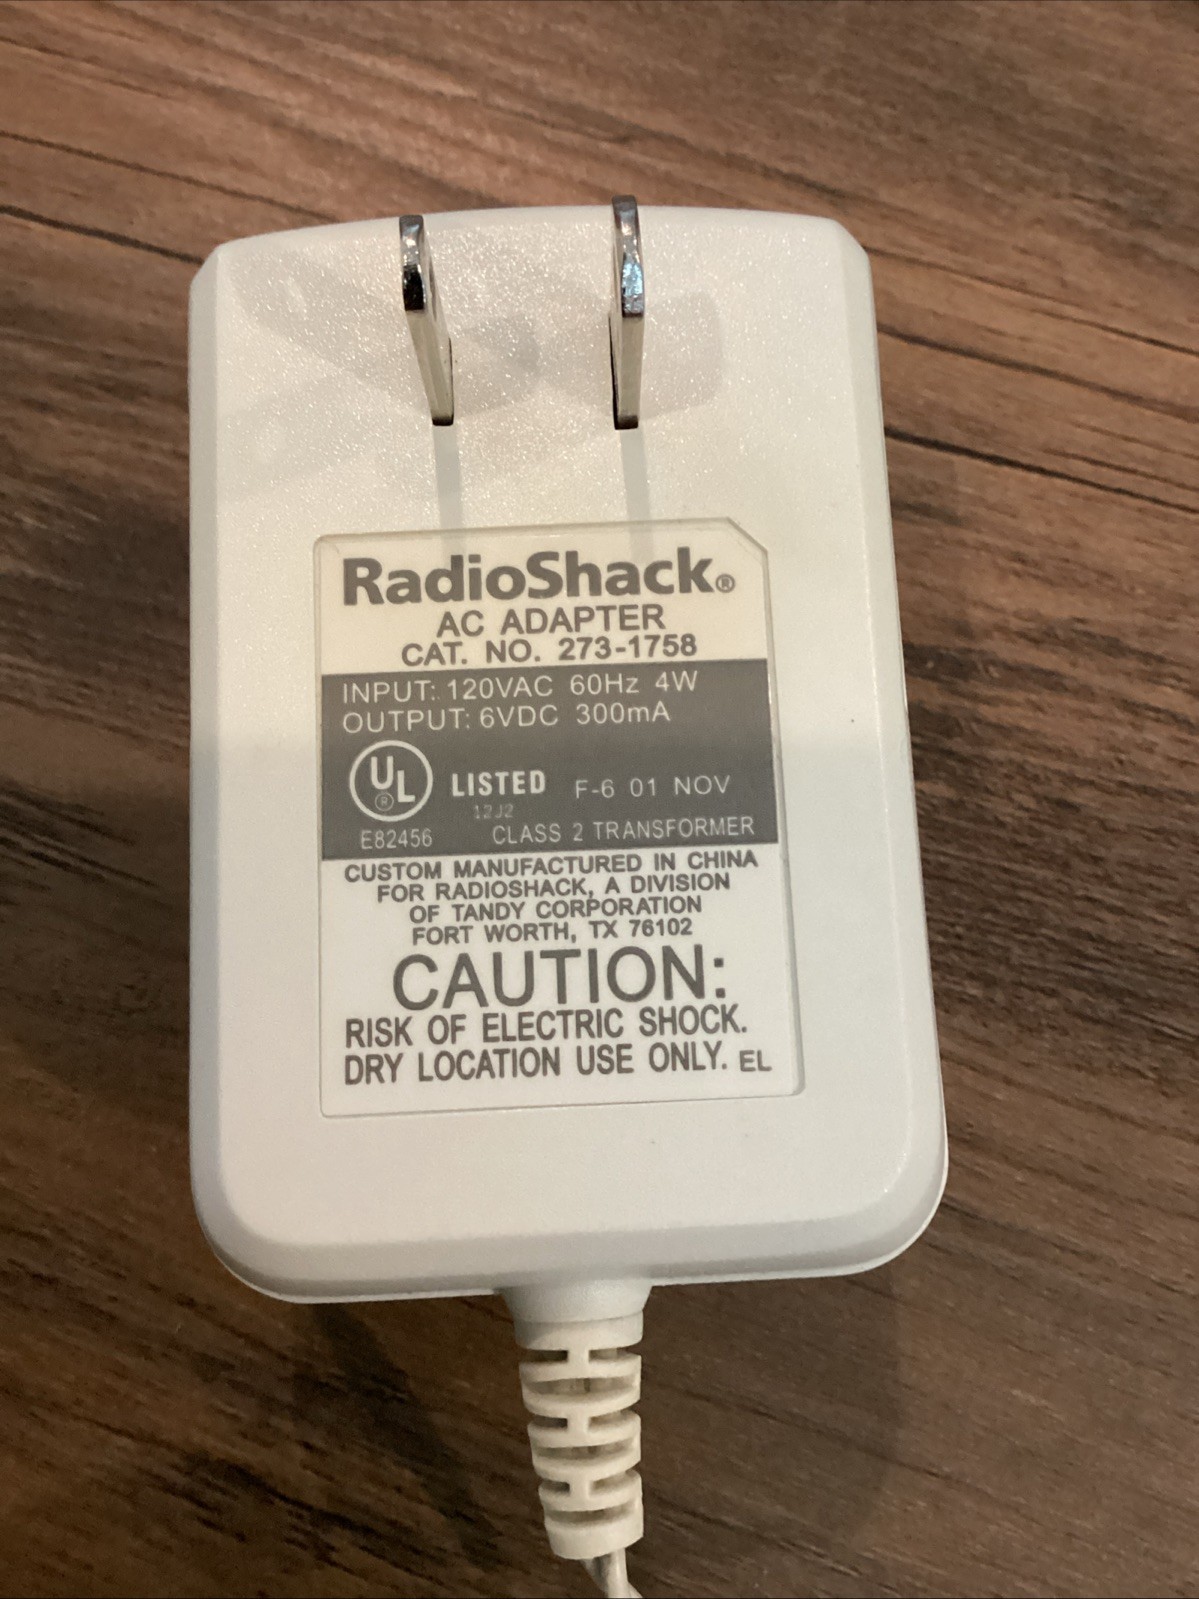 RadioShack®
AC ADAPTER
CAT. NO. 273-1758
INPUT: 120VAC 60Hz 4W
OUTPUT: 6VDC 300mA
UL® LISTED F-6 01 NOV
12J2
E82456 CLASS 2 TRANSFORMER
CUSTOM MANUFACTURED IN CHINA
FOR RADIOSHACK, A DIVISION
OF TANDY CORPORATION
FORT WORTH, TX 76102
CAUTION:
RISK OF ELECTRIC SHOCK.
DRY LOCATION USE ONLY. EL